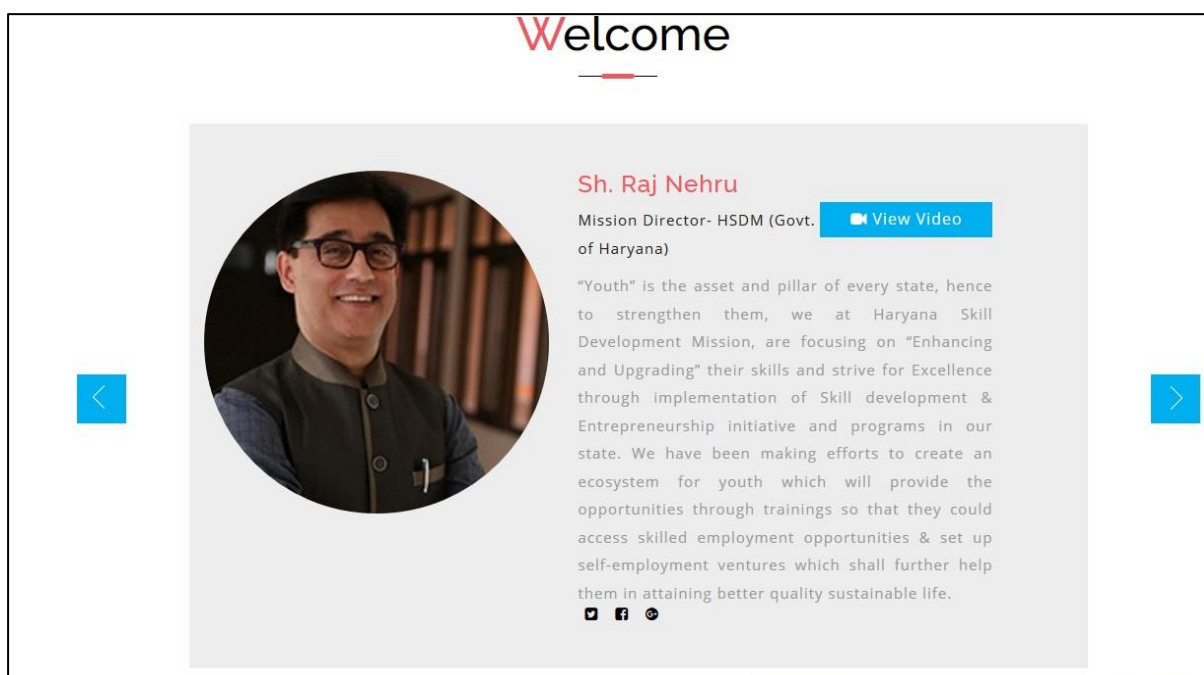 Welcome
Sh. Raj Nehru
Mission Director- HSDM (Govt.
of Haryana)
View Video
“Youth” is the asset and pillar of every state, hence
to strengthen them, we at Haryana Skill
Development Mission, are focusing on “Enhancing
and Upgrading” their skills and strive for Excellence
through implementation of Skill development &
Entrepreneurship initiative and programs in our
state. We have been making efforts to create an
ecosystem for youth which will provide the
opportunities through trainings so that they could
access skilled employment opportunities & set up
self-employment ventures which shall further help
them in attaining better quality sustainable life.